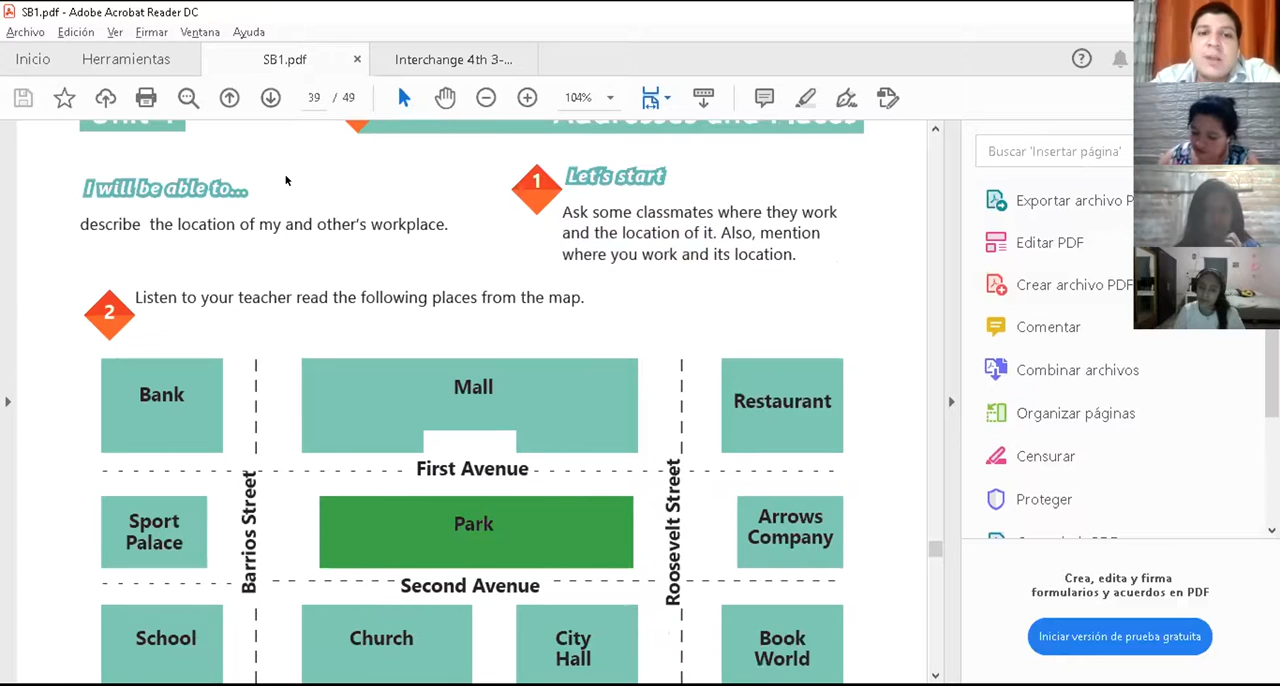 SB1.pdf - Adobe Acrobat Reader DC
Archivo Edición Ver Firmar Ventana Ayuda
Inicio Herramientas SB1.pdf × Interchange 4th 3-...
39 / 49 104%
Addresses and Places
I will be able to...
describe the location of my and other's workplace.
1 Let's start
Ask some classmates where they work
and the location of it. Also, mention
where you work and its location.
2 Listen to your teacher read the following places from the map.
Bank
Mall
Restaurant
First Avenue
Barrios Street
Roosevelt Street
Sport
Palace
Park
Arrows
Company
Second Avenue
School
Church
City
Hall
Book
World
Buscar 'Insertar página'
Exportar archivo P
Editar PDF
Crear archivo PDF
Comentar
Combinar archivos
Organizar páginas
Censurar
Proteger
Crea, edita y firma
formularios y acuerdos en PDF
Iniciar versión de prueba gratuita